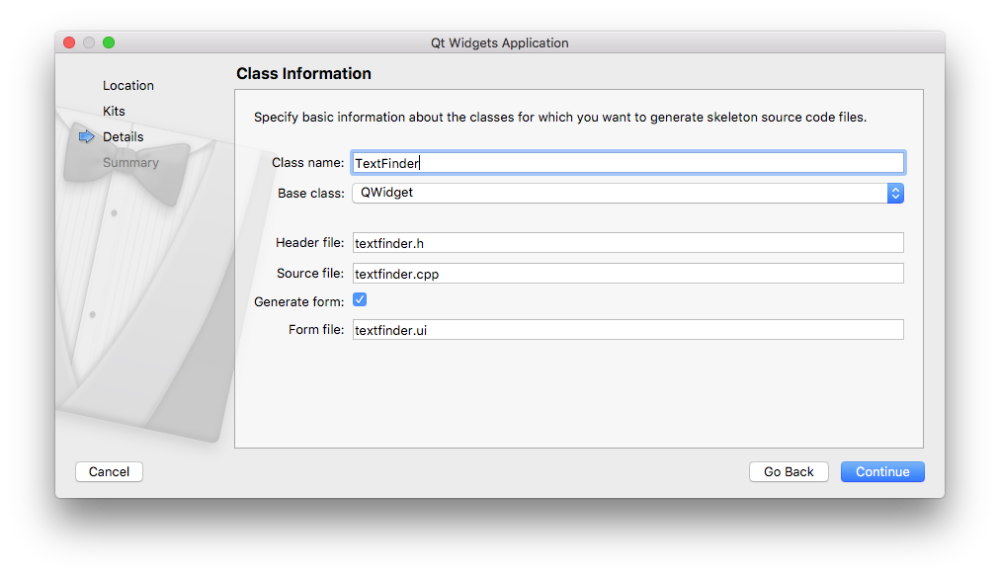 Qt Widgets Application
Location
Kits
Details
Summary
Class Information
Specify basic information about the classes for which you want to generate skeleton source code files.
Class name: TextFinder
Base class: QWidget
Header file: textfinder.h
Source file: textfinder.cpp
Generate form:
Form file: textfinder.ui
Cancel
Go Back
Continue